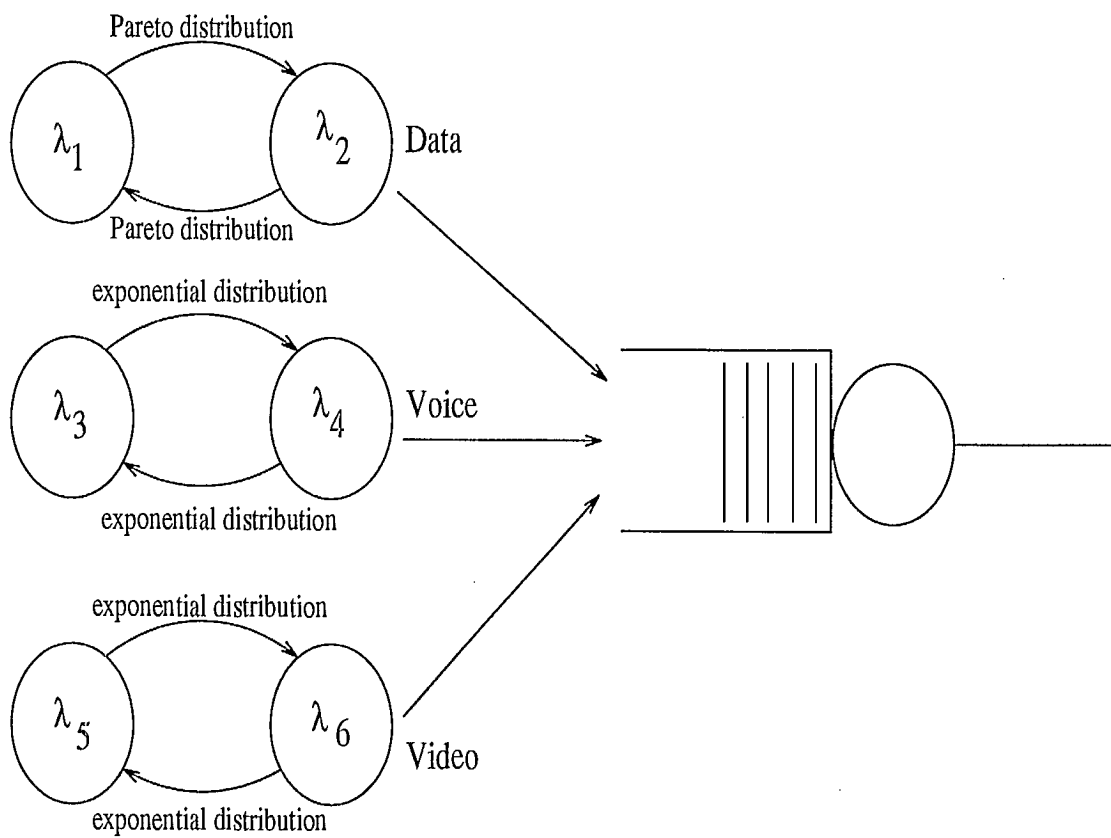 Pareto distribution
λ1
λ2
Data
Pareto distribution
exponential distribution
λ3
λ4
Voice
exponential distribution
exponential distribution
λ5
λ6
Video
exponential distribution